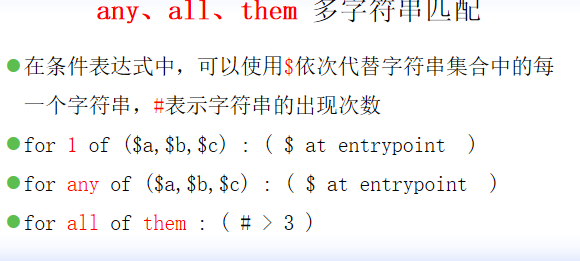 any、all、them 多字符串匹配
在条件表达式中，可以使用$依次代替字符串集合中的每
一个字符串，#表示字符串的出现次数
for 1 of ($a,$b,$c) : ( $ at entrypoint )
for any of ($a,$b,$c) : ( $ at entrypoint )
for all of them : ( # > 3 )